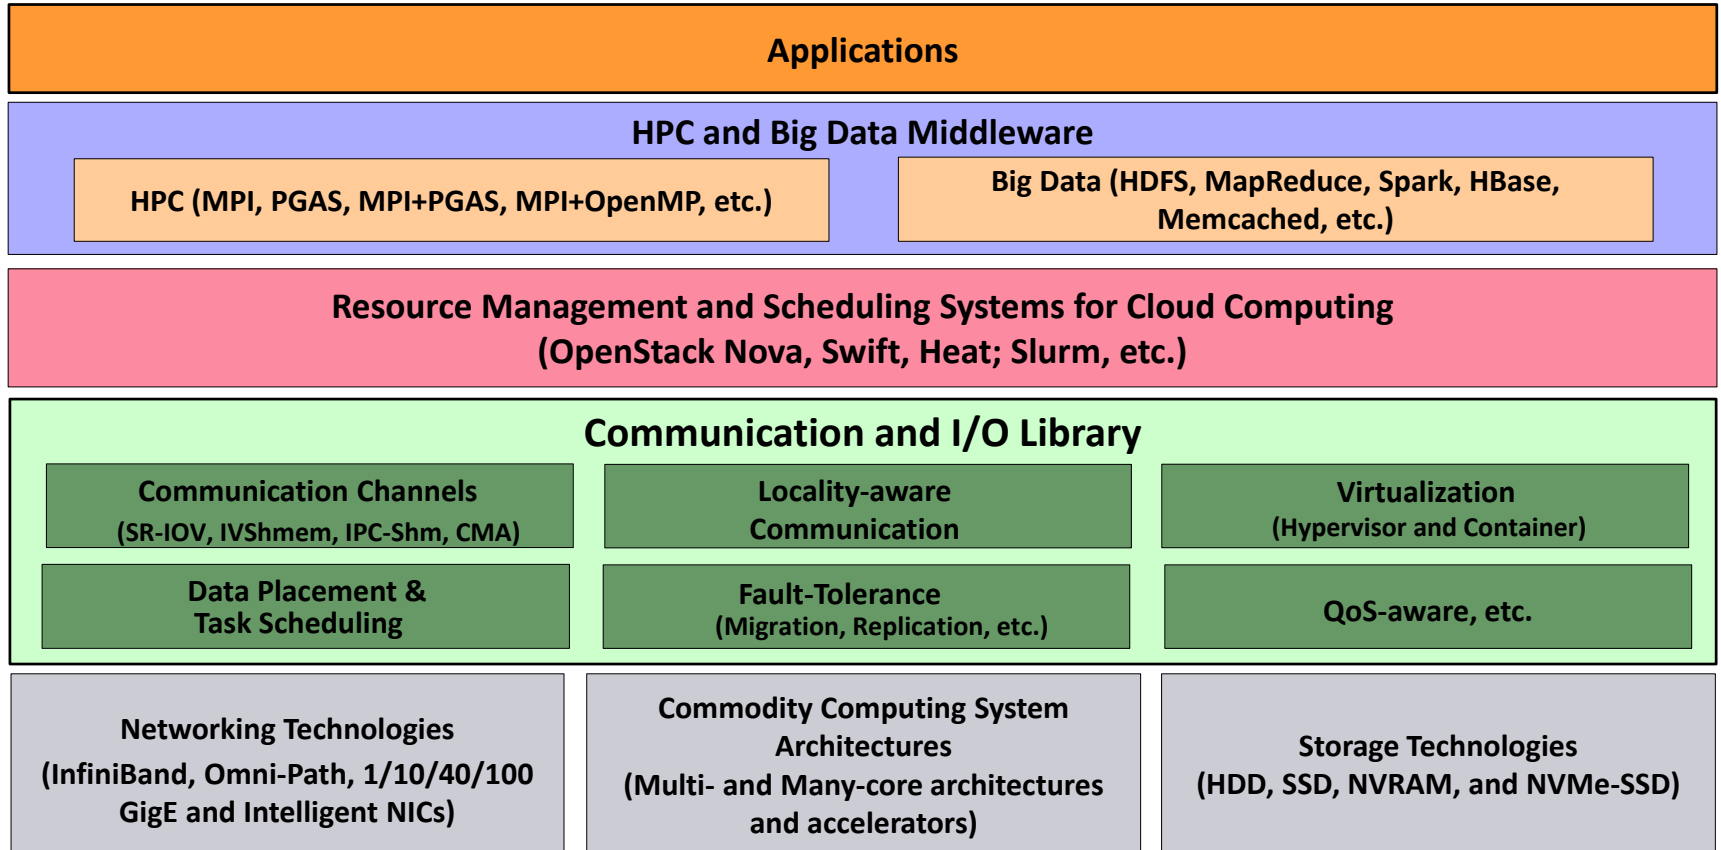 Applications
HPC and Big Data Middleware
HPC (MPI, PGAS, MPI+PGAS, MPI+OpenMP, etc.)
Big Data (HDFS, MapReduce, Spark, HBase,
Memcached, etc.)
Resource Management and Scheduling Systems for Cloud Computing
(OpenStack Nova, Swift, Heat; Slurm, etc.)
Communication and I/O Library
Communication Channels
(SR-IOV, IVShmem, IPC-Shm, CMA)
Locality-aware
Communication
Virtualization
(Hypervisor and Container)
Data Placement &
Task Scheduling
Fault-Tolerance
(Migration, Replication, etc.)
QoS-aware, etc.
Networking Technologies
(InfiniBand, Omni-Path, 1/10/40/100
GigE and Intelligent NICs)
Commodity Computing System
Architectures
(Multi- and Many-core architectures
and accelerators)
Storage Technologies
(HDD, SSD, NVRAM, and NVMe-SSD)